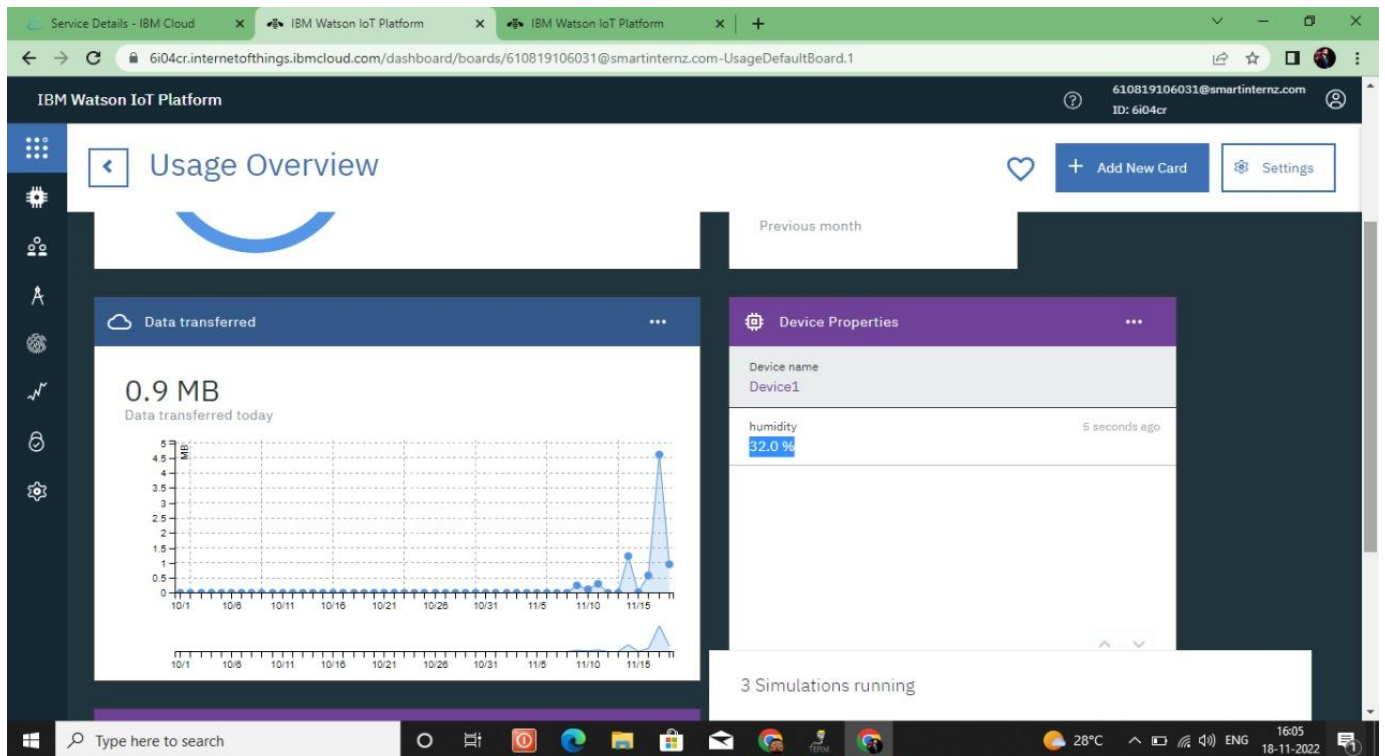 Service Details - IBM Cloud
IBM Watson IoT Platform
IBM Watson IoT Platform
6i04cr.internetofthings.ibmcloud.com/dashboard/boards/610819106031@smartinternz.com-UsageDefaultBoard.1
IBM Watson IoT Platform
610819106031@smartinternz.com
ID: 6i04cr
Usage Overview
+ Add New Card
Settings
Previous month
Data transferred
Device Properties
0.9 MB
Data transferred today
Device name
Device1
humidity
5 seconds ago
32.0 %
MB
5
4.5
4
3.5
3
2.5
2
1.5
1
0.5
0
10/1 10/6 10/11 10/16 10/21 10/26 10/31 11/5 11/10 11/15
10/1 10/6 10/11 10/16 10/21 10/26 10/31 11/5 11/10 11/15
3 Simulations running
Type here to search
TERM
28°C
ENG
16:05
18-11-2022